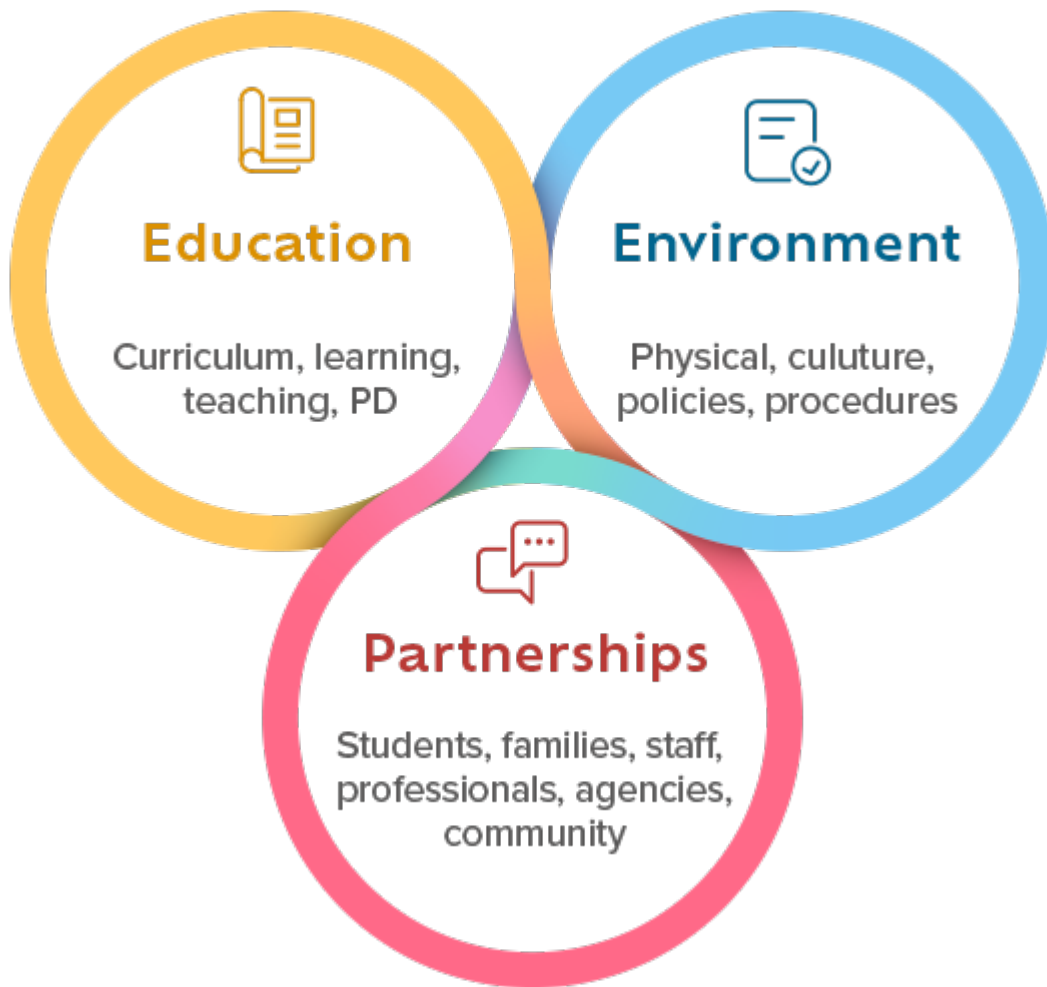 Education
Curriculum, learning,
teaching, PD
Environment
Physical, culuture,
policies, procedures
Partnerships
Students, families, staff,
professionals, agencies,
community